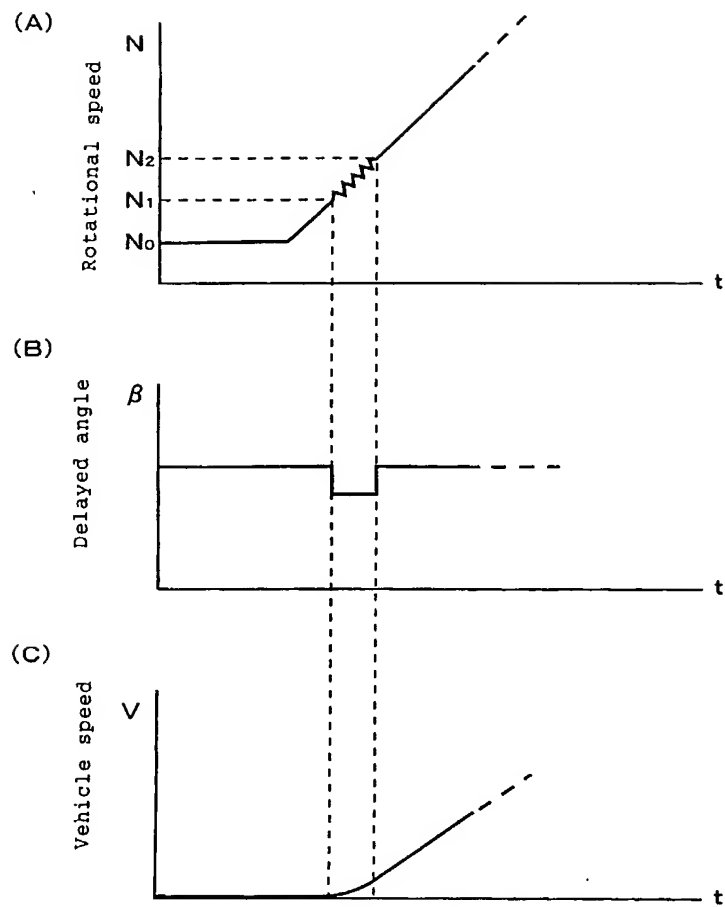 (A)
N
Rotational speed
N2
N1
N0
t
(B)
β
Delayed angle
t
(C)
V
Vehicle speed
t